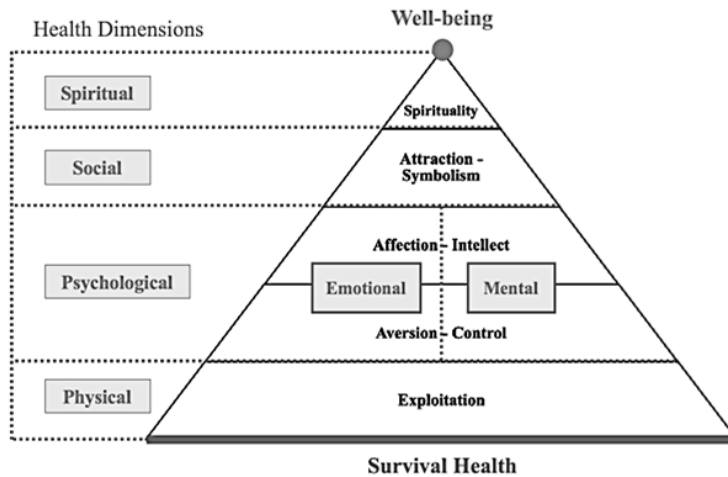 Well-being
Health Dimensions
Spiritual
Spirituality
Social
Attraction -
Symbolism
Affection - Intellect
Psychological
Emotional
Mental
Aversion - Control
Physical
Exploitation
Survival Health